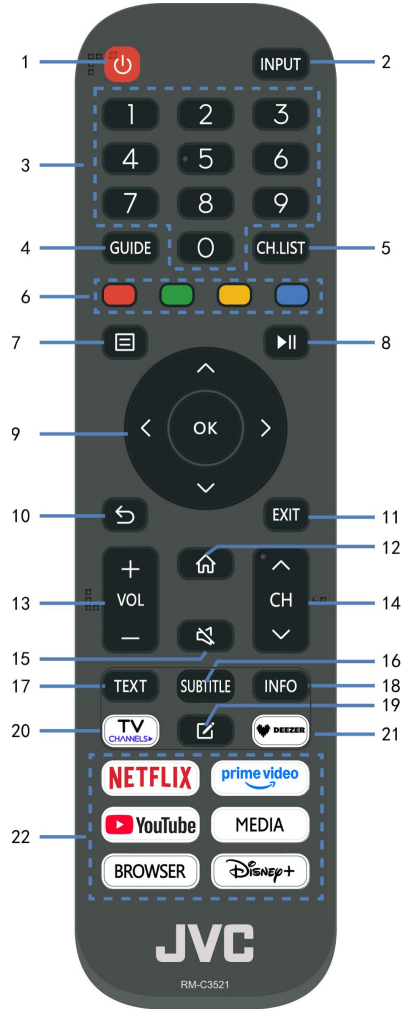 1
2
INPUT
1 2 3
3
4 5 6
7 8 9
4
GUIDE
0
CH.LIST
5
6
7
8
9
OK
10
EXIT
11
12
13
+
VOL
−
CH
14
15
16
17
TEXT
SUBTITLE
INFO
18
19
20
TV
CHANNELS
DEEZER
21
NETFLIX
prime video
22
YouTube
MEDIA
BROWSER
Disney+
JVC
RM-C3521